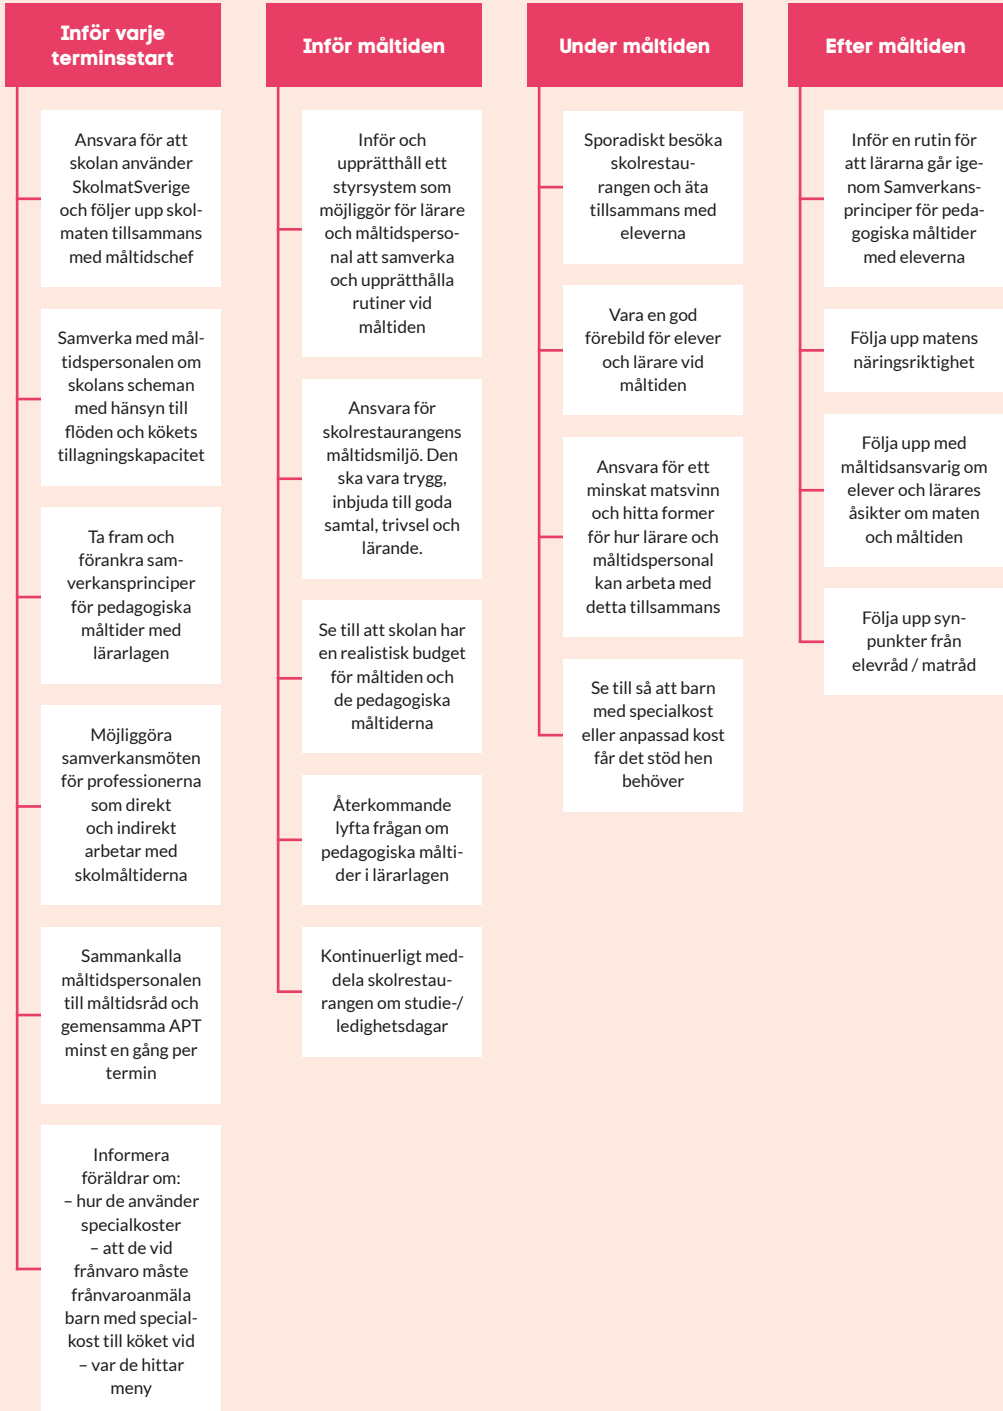 Inför varje
terminsstart
Ansvara för att
skolan använder
SkolmatSverige
och följer upp skol-
maten tillsammans
med måltidschef
Samverka med mål-
tidspersonalen om
skolans scheman
med hänsyn till
flöden och kökets
tillagningskapacitet
Ta fram och
förankra sam-
verkansprinciper
för pedagogiska
måltider med
lärarlagen
Möjliggöra
samverkansmöten
för professionerna
som direkt
och indirekt
arbetar med
skolmåltiderna
Sammankalla
måltidspersonalen
till måltidsråd och
gemensamma APT
minst en gång per
termin
Informera
föräldrar om:
– hur de använder
specialkoster
– att de vid
frånvaro måste
frånvaroanmäla
barn med special-
kost till köket vid
– var de hittar
meny
Inför måltiden
Inför och
upprätthåll ett
styrsystem som
möjliggör för lärare
och måltidsperso-
nal att samverka
och upprätthålla
rutiner vid
måltiden
Ansvara för
skolrestaurangens
måltidsmiljö. Den
ska vara trygg,
inbjuda till goda
samtal, trivsel och
lärande.
Se till att skolan har
en realistisk budget
för måltiden och
de pedagogiska
måltiderna
Återkommande
lyfta frågan om
pedagogiska målti-
der i lärarlagen
Kontinuerligt med-
dela skolrestau-
rangen om studie-/
ledighetsdagar
Under måltiden
Sporadiskt besöka
skolrestau-
rangen och äta
tillsammans med
eleverna
Vara en god
förebild för elever
och lärare vid
måltiden
Ansvara för ett
minskat matsvinn
och hitta former
för hur lärare och
måltidspersonal
kan arbeta med
detta tillsammans
Se till så att barn
med specialkost
eller anpassad kost
får det stöd hen
behöver
Efter måltiden
Inför en rutin för
att lärarna går ige-
nom Samverkans-
principer för peda-
gogiska måltider
med eleverna
Följa upp matens
näringsriktighet
Följa upp med
måltidsansvarig om
elever och lärares
åsikter om maten
och måltiden
Följa upp syn-
punkter från
elevråd / matråd